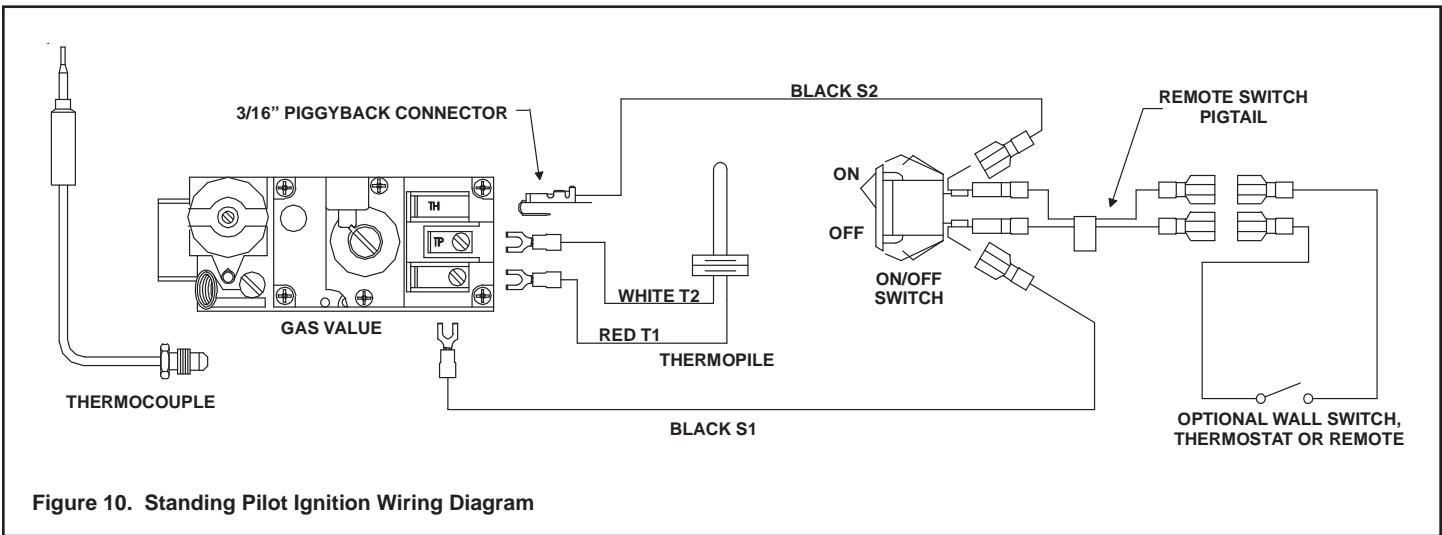 BLACK S2
REMOTE SWITCH
PIGTAIL
3/16” PIGGYBACK CONNECTOR
ON
TH
TP
OFF
ON/OFF
SWITCH
WHITE T2
GAS VALUE
RED T1
THERMOPILE
THERMOCOUPLE
BLACK S1
OPTIONAL WALL SWITCH,
THERMOSTAT OR REMOTE
Figure 10. Standing Pilot Ignition Wiring Diagram